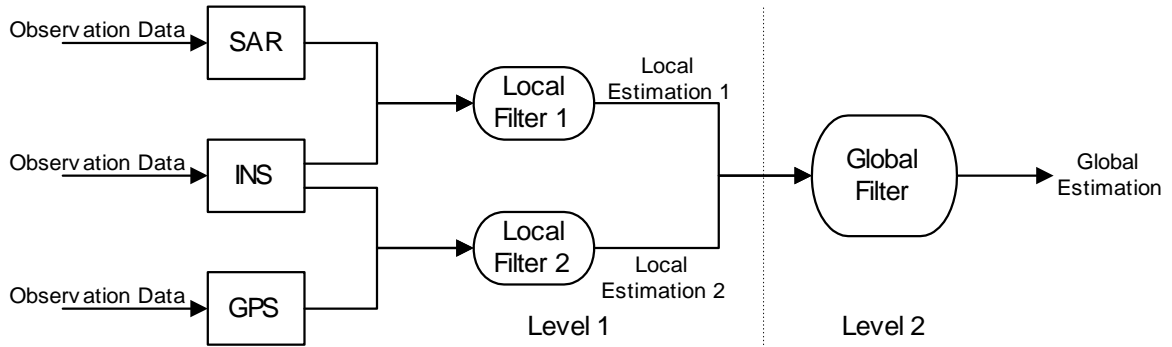 Observation Data
SAR
Observation Data
INS
Observation Data
GPS
Local
Filter 1
Local
Estimation 1
Local
Filter 2
Local
Estimation 2
Level 1
Global
Filter
Global
Estimation
Level 2